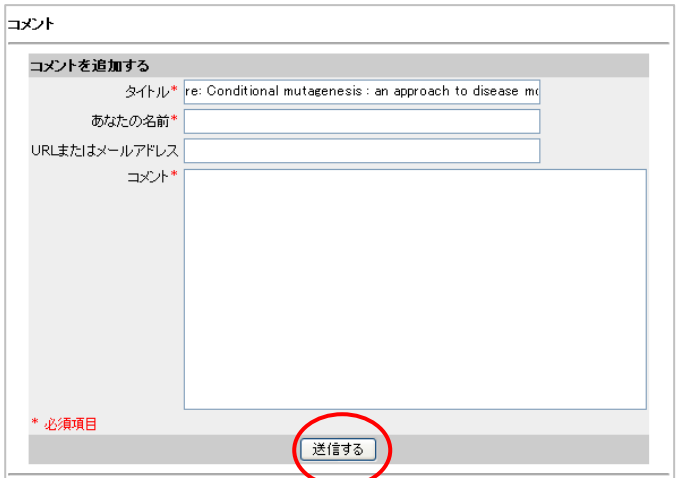 コメント
コメントを追加する
タイトル* re: Conditional mutagenesis : an approach to disease mo
あなたの名前*
URLまたはメールアドレス
コメント*
* 必須項目
送信する